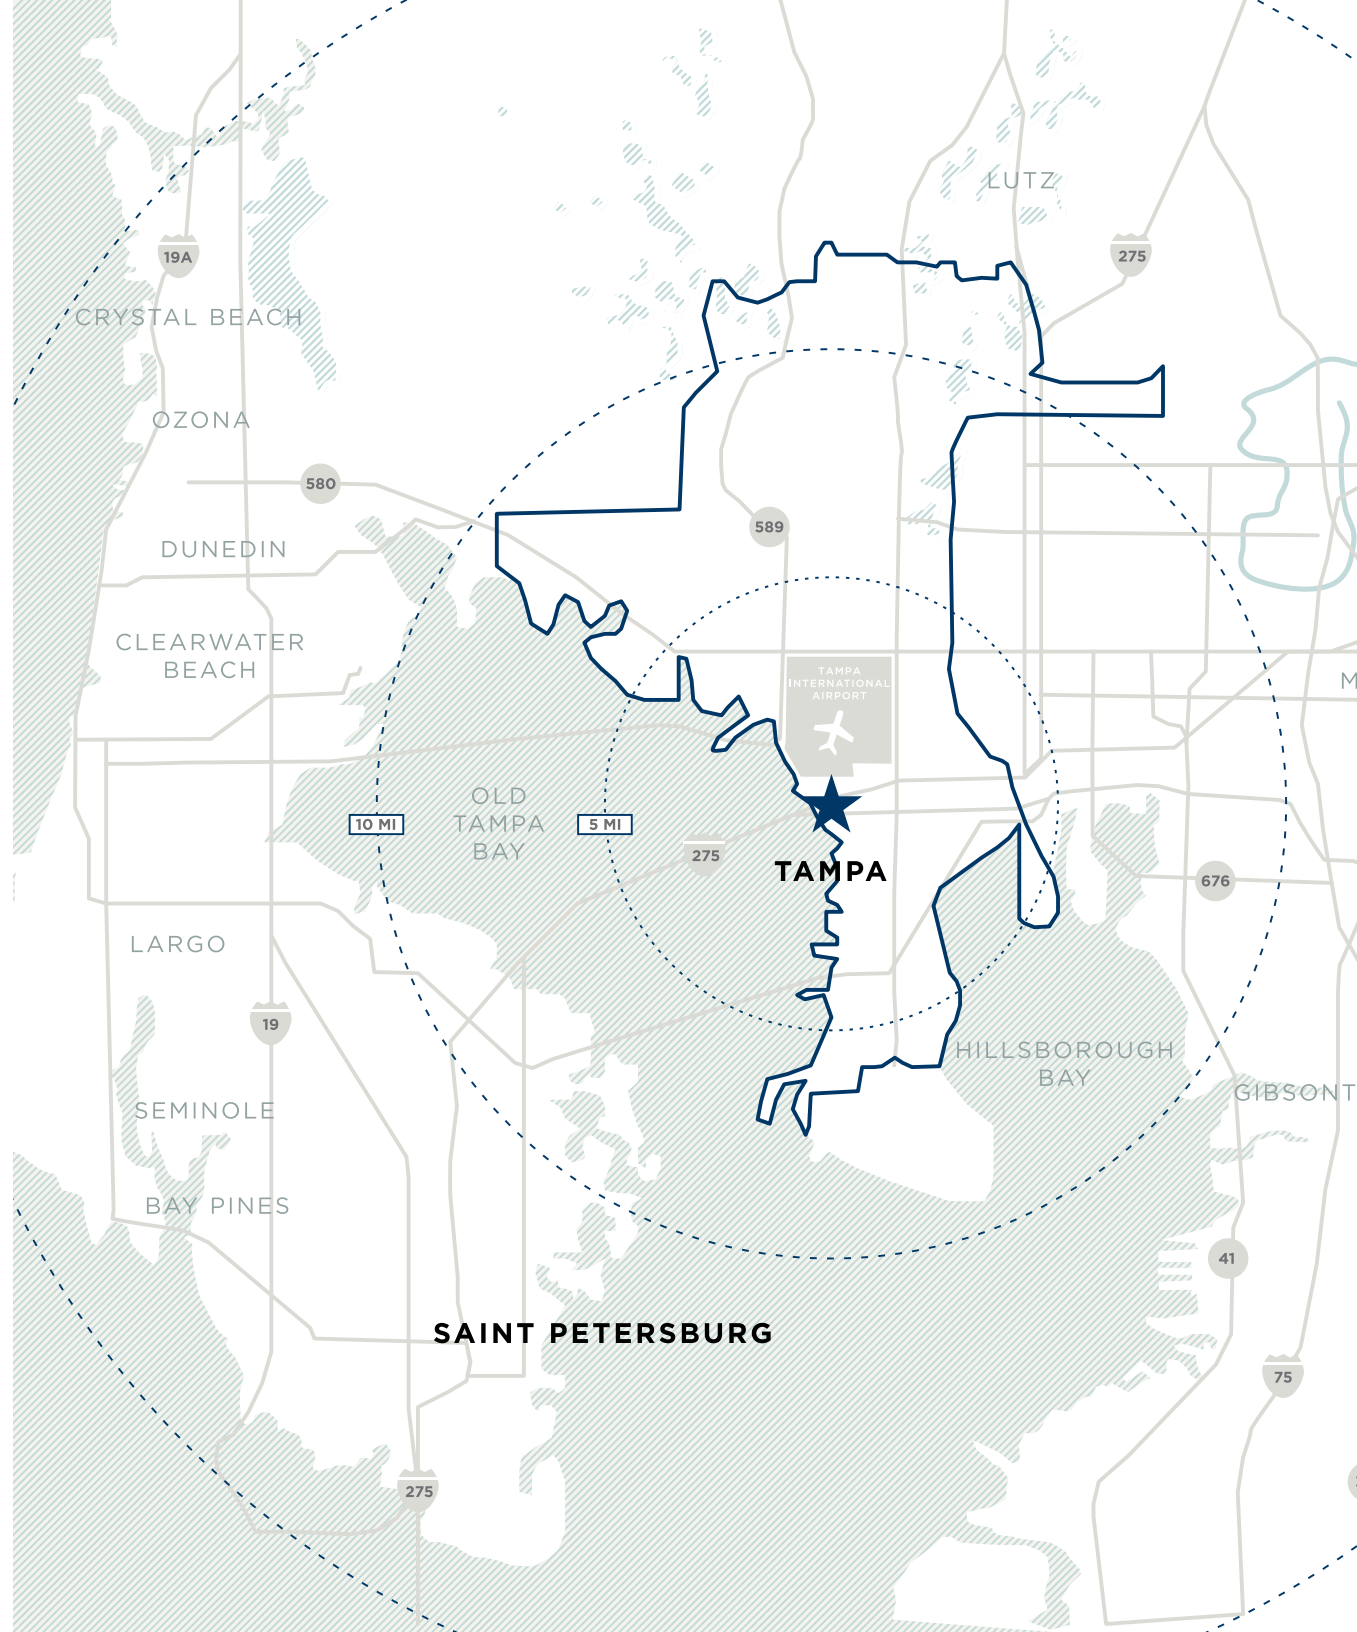 LUTZ
275
19A
CRYSTAL BEACH
OZONA
580
589
DUNEDIN
CLEARWATER
BEACH
TAMPA
INTERNATIONAL
AIRPORT
M
OLD
TAMPA
BAY
10 MI
5 MI
275
TAMPA
676
LARGO
19
HILLSBOROUGH
BAY
GIBSONT
SEMINOLE
BAY PINES
41
SAINT PETERSBURG
75
275